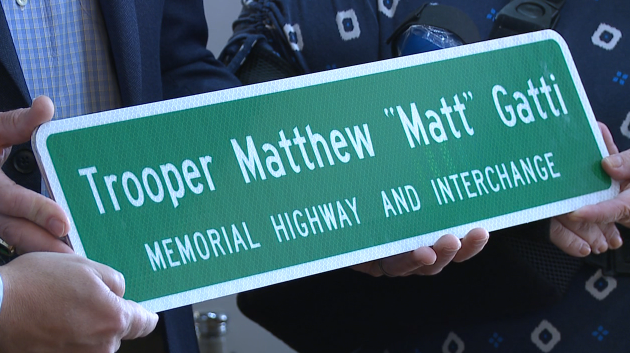 Trooper Matthew "Matt" Gatti
MEMORIAL HIGHWAY AND INTERCHANGE